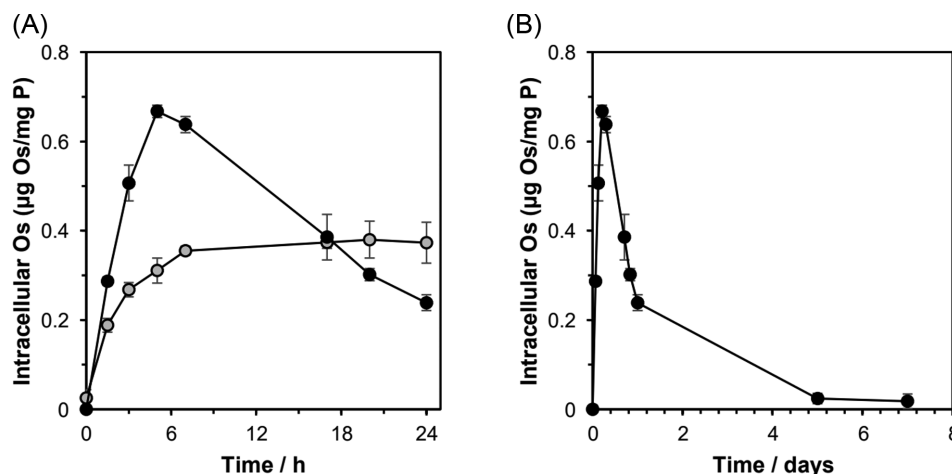 (A)
0.8
0.6
0.4
0.2
0
0 6 12 18 24
Intracellular Os (µg Os/mg P)
Time / h
(B)
0.8
0.6
0.4
0.2
0
0 2 4 6 8
Intracellular Os (µg Os/mg P)
Time / days